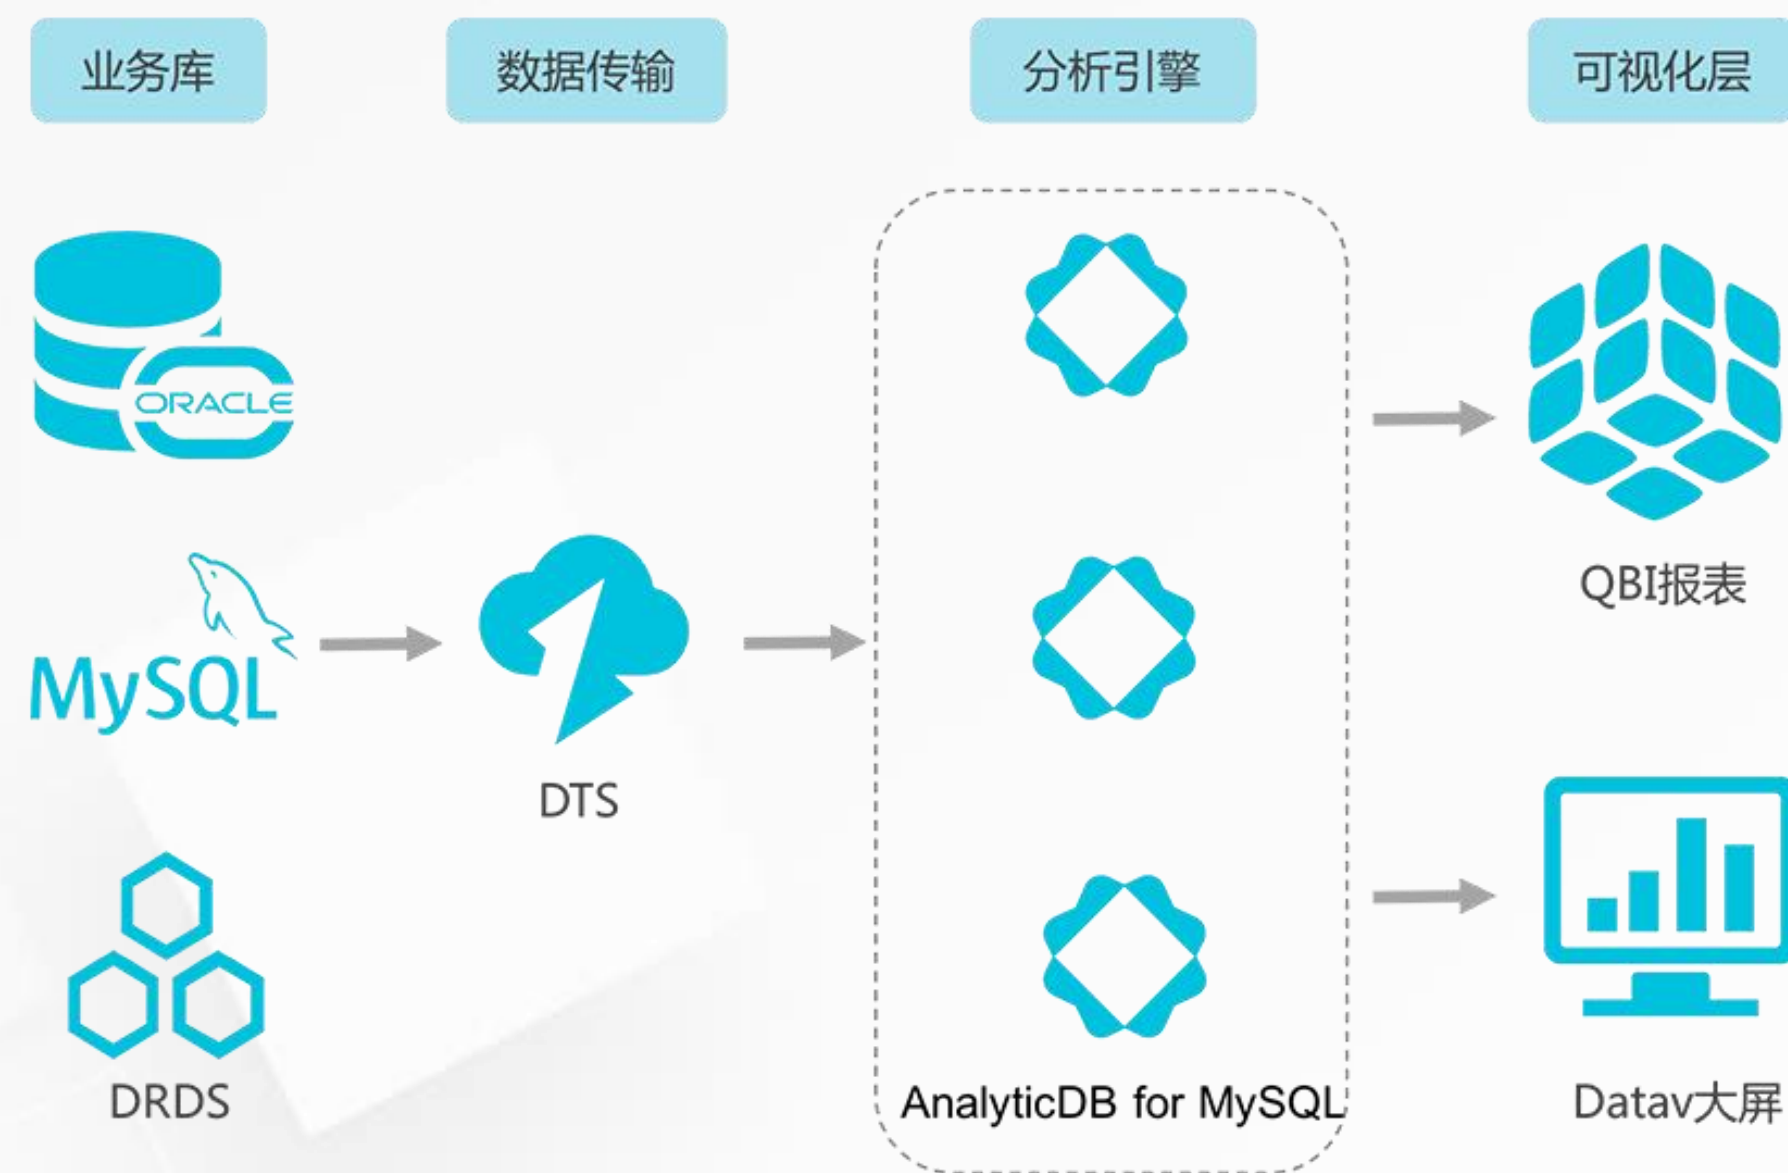 业务库
数据传输
分析引擎
可视化层
ORACLE
MySQL
DRDS
DTS
AnalyticDB for MySQL
QBI报表
Datav大屏